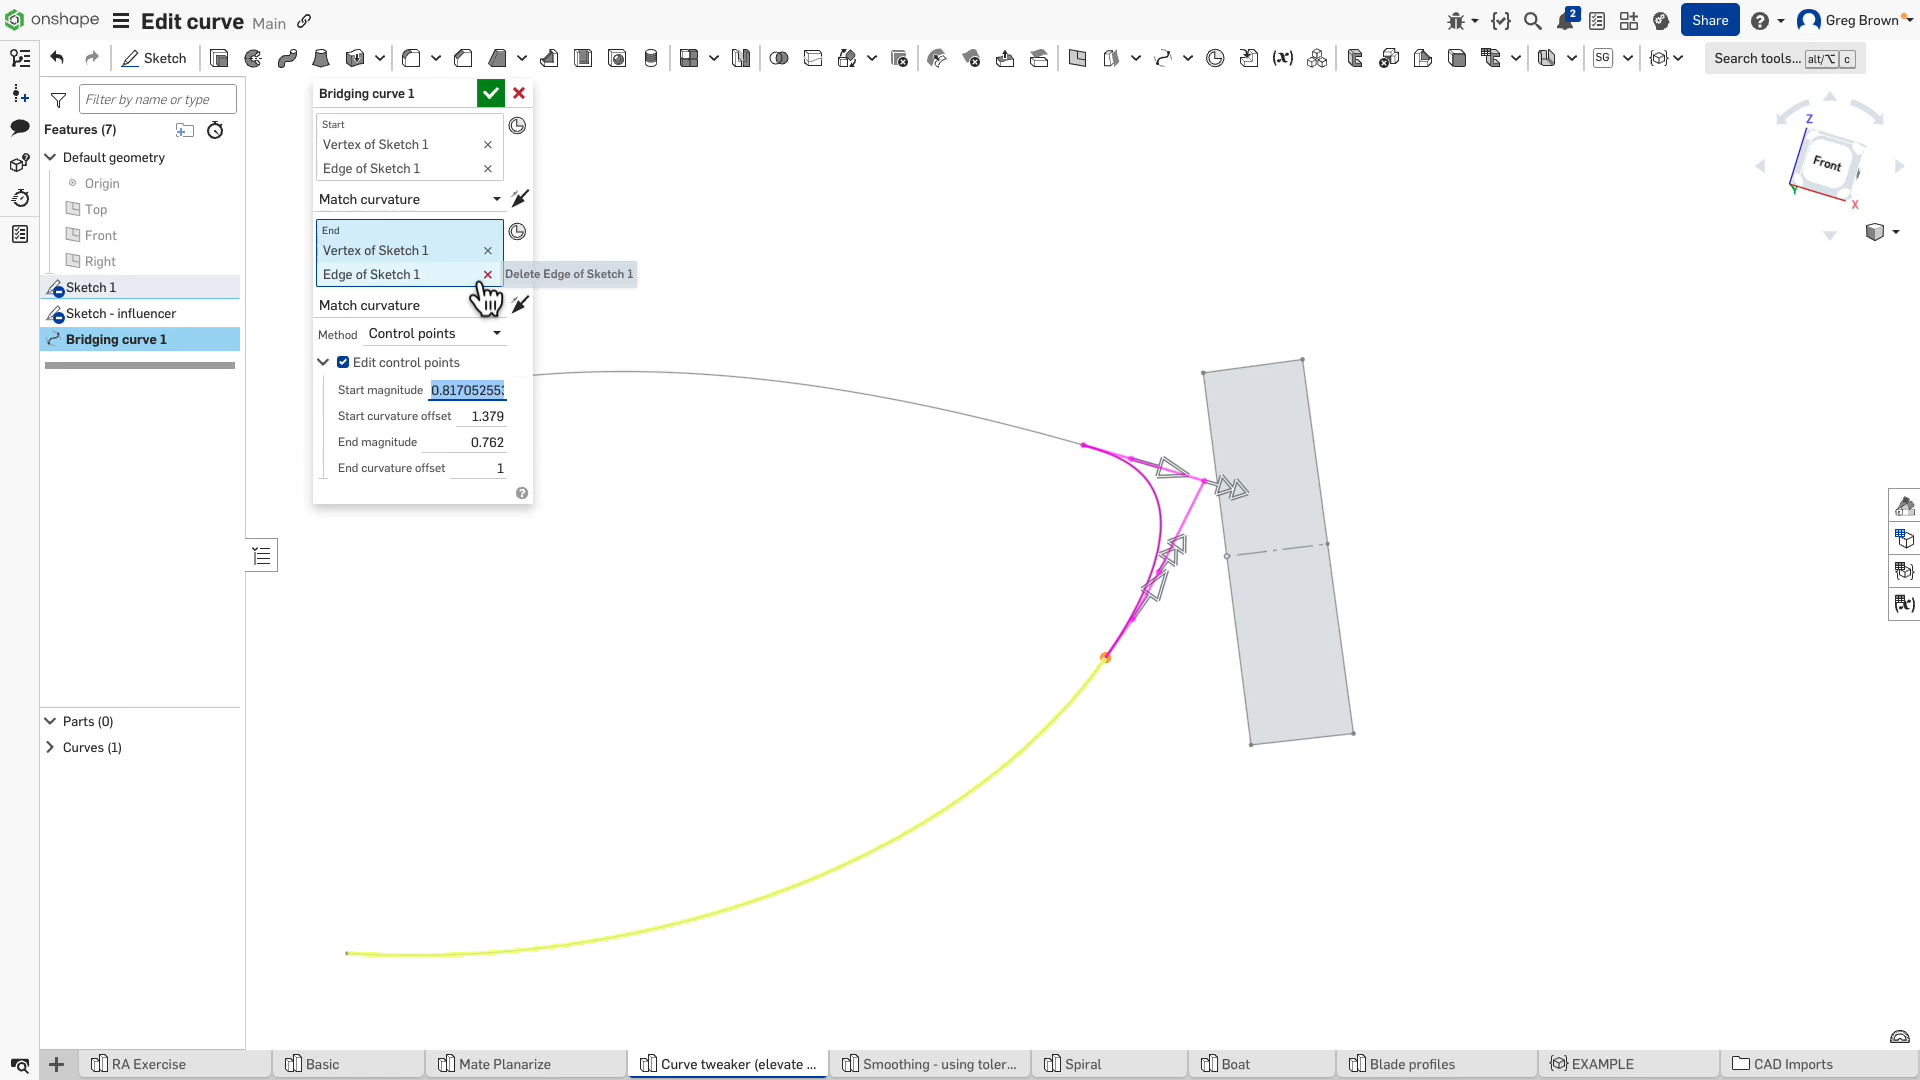 onshape
Edit curve Main
2
Share
Greg Brown
Sketch
SG
Search tools... alt/⌥ c
Filter by name or type
Features (7)
Default geometry
Origin
Top
Front
Right
Sketch 1
Sketch - influencer
Bridging curve 1
Parts (0)
Curves (1)
Bridging curve 1
Start
Vertex of Sketch 1
Edge of Sketch 1
Match curvature
End
Vertex of Sketch 1
Edge of Sketch 1
Delete Edge of Sketch 1
Match curvature
Method Control points
Edit control points
Start magnitude 0.817052553
Start curvature offset 1.379
End magnitude 0.762
End curvature offset 1
Z
Front
Y
X
RA Exercise
Basic
Mate Planarize
Curve tweaker (elevate ...
Smoothing - using toler...
Spiral
Boat
Blade profiles
EXAMPLE
CAD Imports